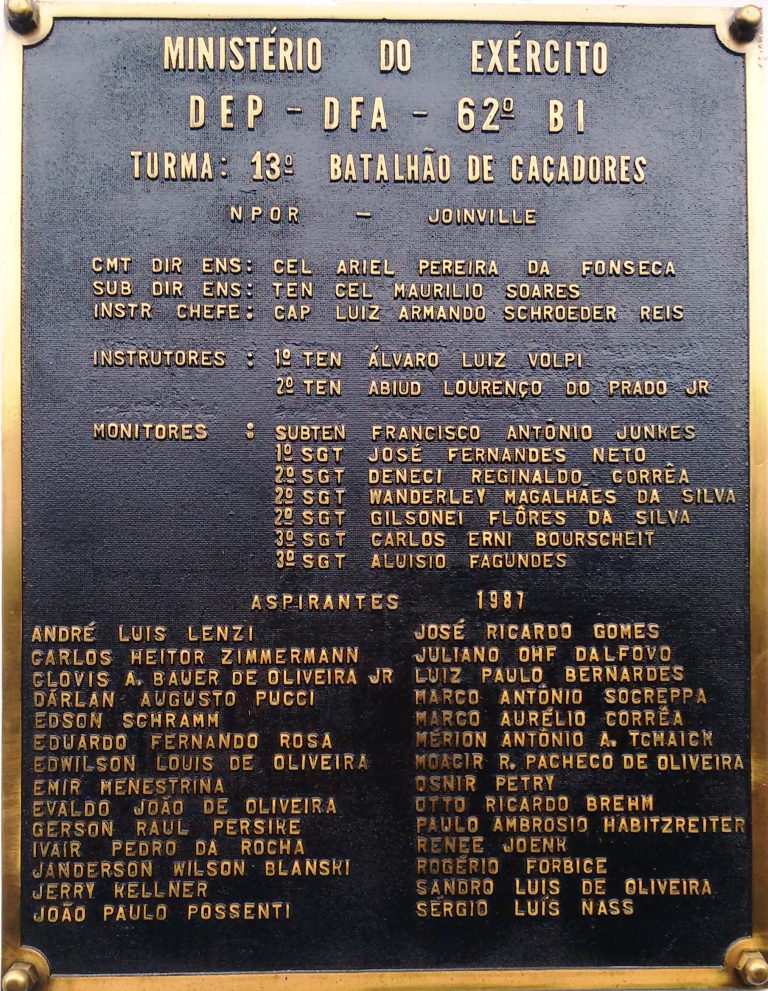 MINISTÉRIO DO EXÉRCITO
DEP - DFA - 62º BI
TURMA: 13º BATALHÃO DE CAÇADORES
NPOR - JOINVILLE
CMT DIR ENS: CEL ARIEL PEREIRA DA FONSECA
SUB DIR ENS: TEN CEL MAURILIO SOARES
INSTR CHEFE: CAP LUIZ ARMANDO SCHROEDER REIS
INSTRUTORES : 1º TEN ÁLVARO LUIZ VOLPI
2º TEN ABIUD LOURENÇO DO PRADO JR
MONITORES : SUBTEN FRANCISCO ANTÔNIO JUNKES
1º SGT JOSÉ FERNANDES NETO
2º SGT DENECI REGINALDO CORRÊA
2º SGT WANDERLEY MAGALHÃES DA SILVA
2º SGT GILSONEI FLÔRES DA SILVA
3º SGT CARLOS ERNI BOURSCHEIT
3º SGT ALUISIO FAGUNDES
ASPIRANTES 1987
ANDRÉ LUIS LENZI
CARLOS HEITOR ZIMMERMANN
CLOVIS A. BAUER DE OLIVEIRA JR
DÁRLAN AUGUSTO PUCCI
EDSON SCHRAMM
EDUARDO FERNANDO ROSA
EDWILSON LOUIS DE OLIVEIRA
EMIR MENESTRINA
EVALDO JOÃO DE OLIVEIRA
GERSON RAUL PERSIKE
IVAIR PEDRO DA ROCHA
JANDERSON WILSON BLANSKI
JERRY KELLNER
JOÃO PAULO POSSENTI
JOSÉ RICARDO GOMES
JULIANO OHF DALFOVO
LUIZ PAULO BERNARDES
MARCO ANTÔNIO SOCREPPA
MARCO AURÉLIO CORRÊA
MERION ANTÔNIO A. TCHAICK
MOACIR R. PACHECO DE OLIVEIRA
OSNIR PETRY
OTTO RICARDO BREHM
PAULO AMBROSIO HABITZREITER
RENEE JOENK
ROGÉRIO FORBICE
SANDRO LUIS DE OLIVEIRA
SÉRGIO LUÍS NASS